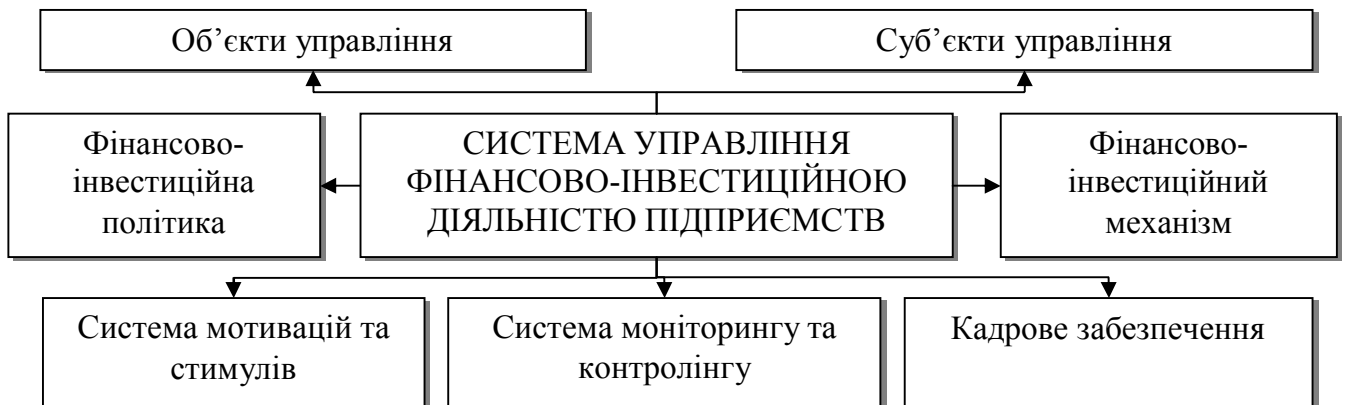 Об’єкти управління
Суб’єкти управління
Фінансово-
інвестиційна
політика
СИСТЕМА УПРАВЛІННЯ
ФІНАНСОВО-ІНВЕСТИЦІЙНОЮ
ДІЯЛЬНІСТЮ ПІДПРИЄМСТВ
Фінансово-
інвестиційний
механізм
Система мотивацій та
стимулів
Система моніторингу та
контролінгу
Кадрове забезпечення